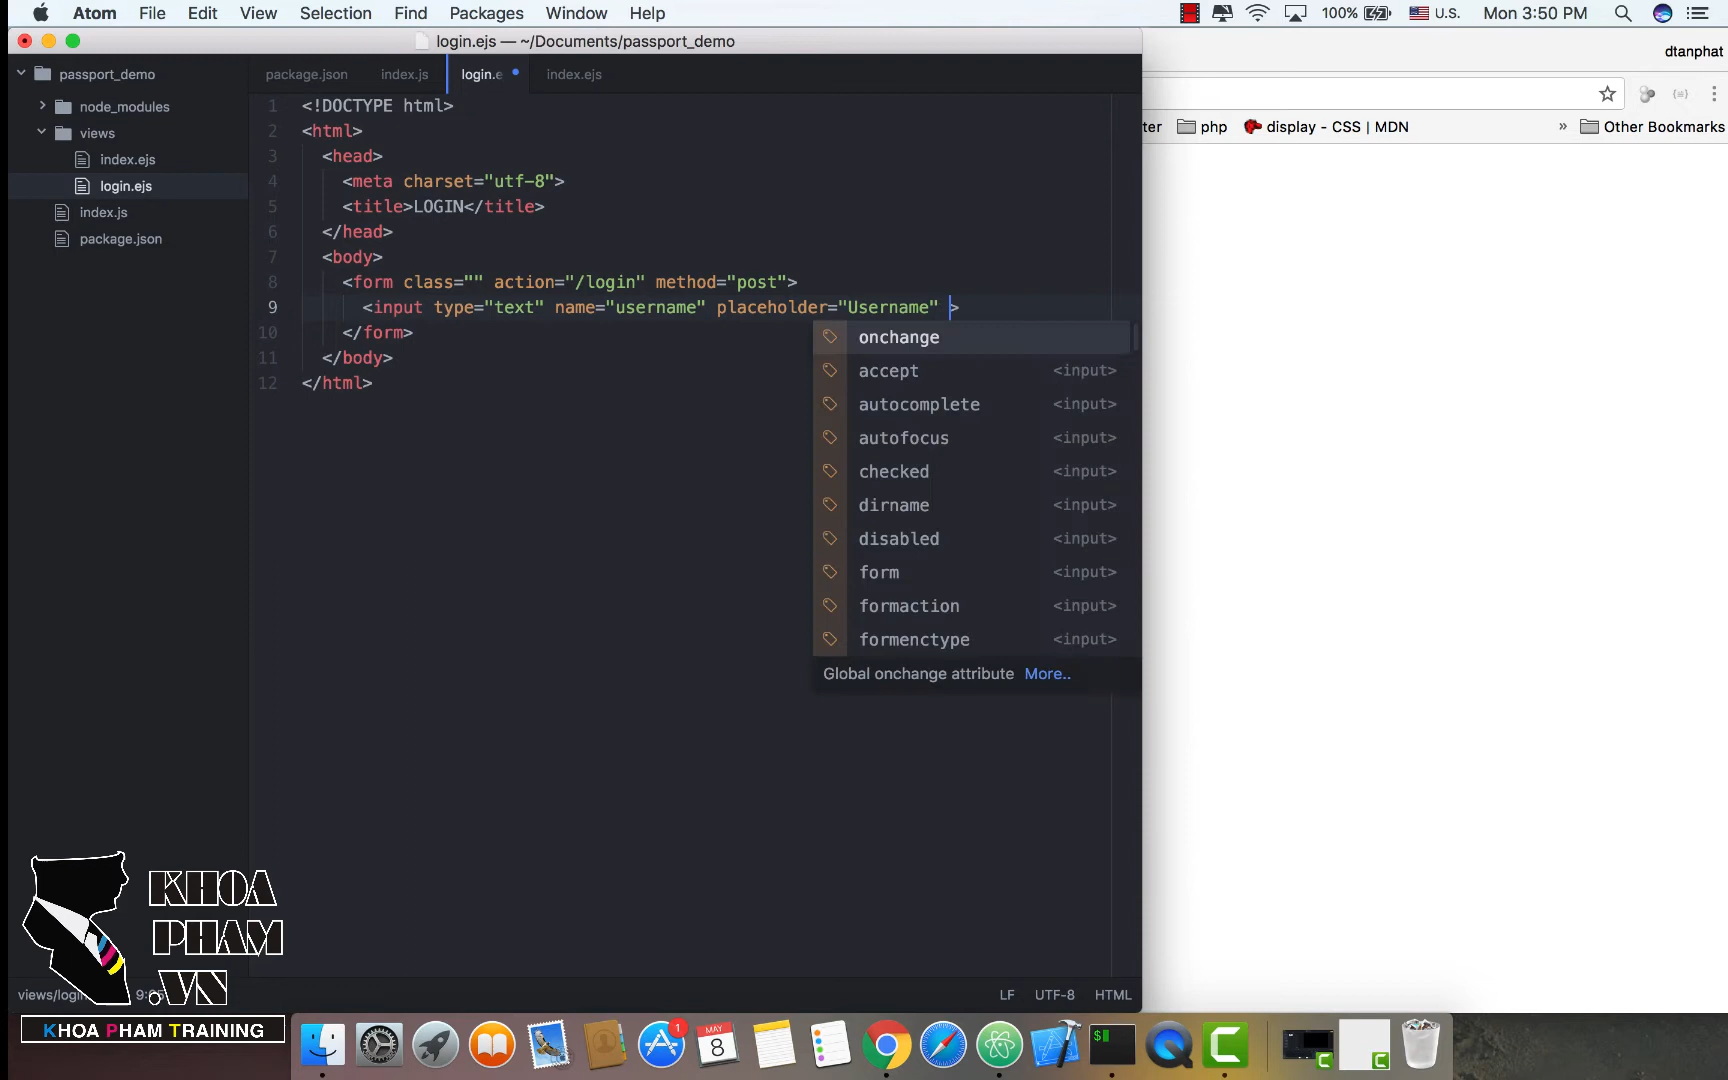 Atom File Edit View Selection Find Packages Window Help 100% U.S. Mon 3:50 PM
login.ejs — ~/Documents/passport_demo
dtanphat
passport_demo
node_modules
views
index.ejs
login.ejs
index.js
package.json
package.json index.js login.e index.ejs
ter php display - CSS | MDN » Other Bookmarks
1 <!DOCTYPE html>
2 <html>
3 <head>
4 <meta charset="utf-8">
5 <title>LOGIN</title>
6 </head>
7 <body>
8 <form class="" action="/login" method="post">
9 <input type="text" name="username" placeholder="Username" >
10 </form>
11 </body>
12 </html>
onchange
accept <input>
autocomplete <input>
autofocus <input>
checked <input>
dirname <input>
disabled <input>
form <input>
formaction <input>
formenctype <input>
Global onchange attribute More..
KHOA
PHAM
.VN
KHOA PHAM TRAINING
views/login
LF UTF-8 HTML
1
MAY
8